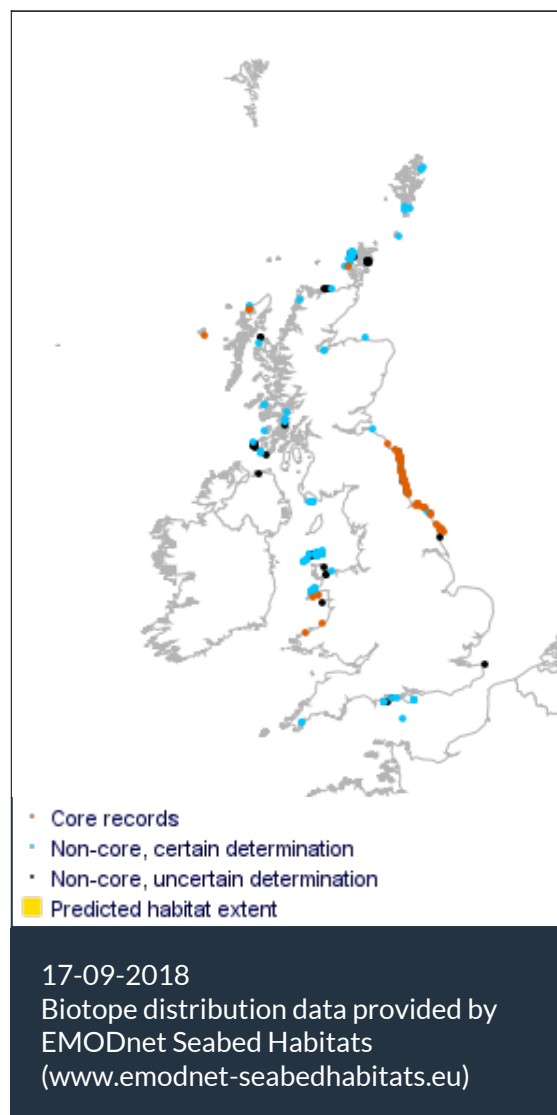 Core records
Non-core, certain determination
Non-core, uncertain determination
Predicted habitat extent
17-09-2018
Biotope distribution data provided by
EMODnet Seabed Habitats
(www.emodnet-seabedhabitats.eu)